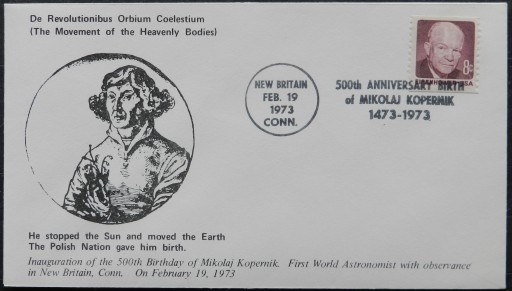 De Revolutionibus Orbium Coelestium
(The Movement of the Heavenly Bodies)
8c
EISENHOWER USA
NEW BRITAIN
FEB. 19
1973
CONN.
500th ANNIVERSARY BIRTH
of MIKOLAJ KOPERNIK
1473-1973
He stopped the Sun and moved the Earth
The Polish Nation gave him birth.
Inauguration of the 500th Birthday of Mikolaj Kopernik. First World Astronomist with observance
in New Britain, Conn. On February 19, 1973